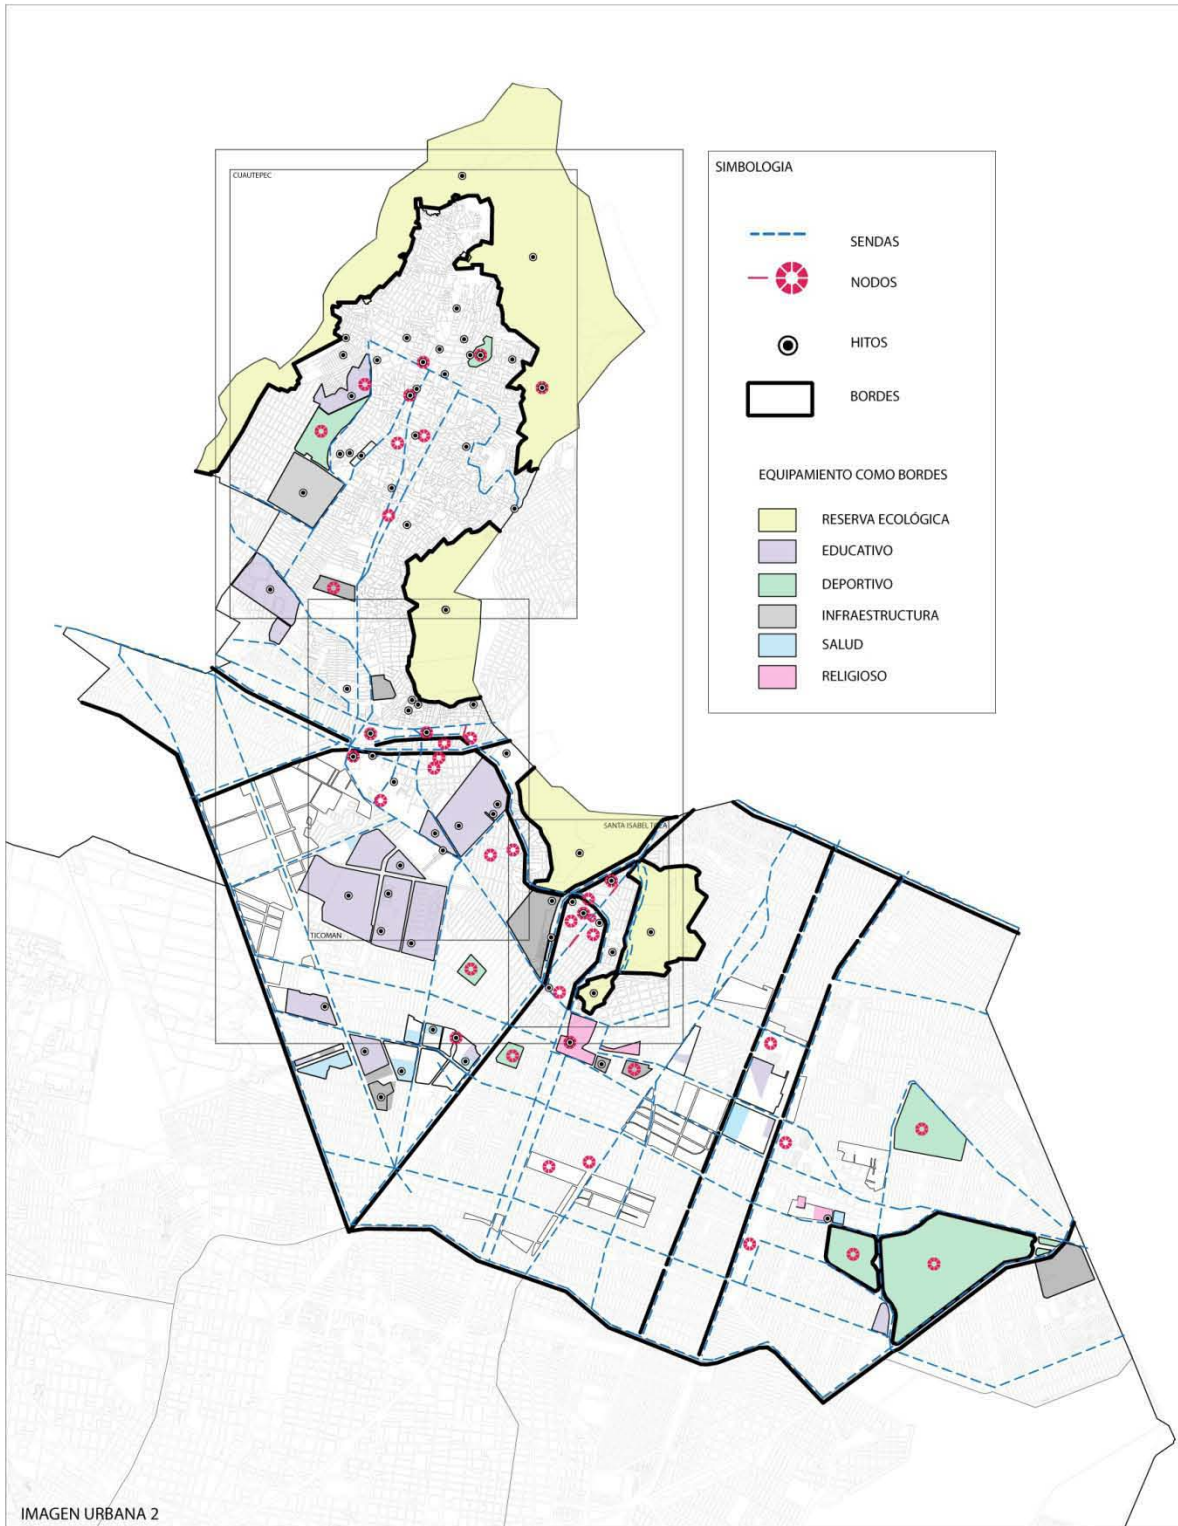 CUAUTEPEC
SIMBOLOGIA
SENDAS
NODOS
HITOS
BORDES
EQUIPAMIENTO COMO BORDES
RESERVA ECOLÓGICA
EDUCATIVO
DEPORTIVO
INFRAESTRUCTURA
SALUD
RELIGIOSO
SANTA ISABEL
TICOMAN
IMAGEN URBANA 2